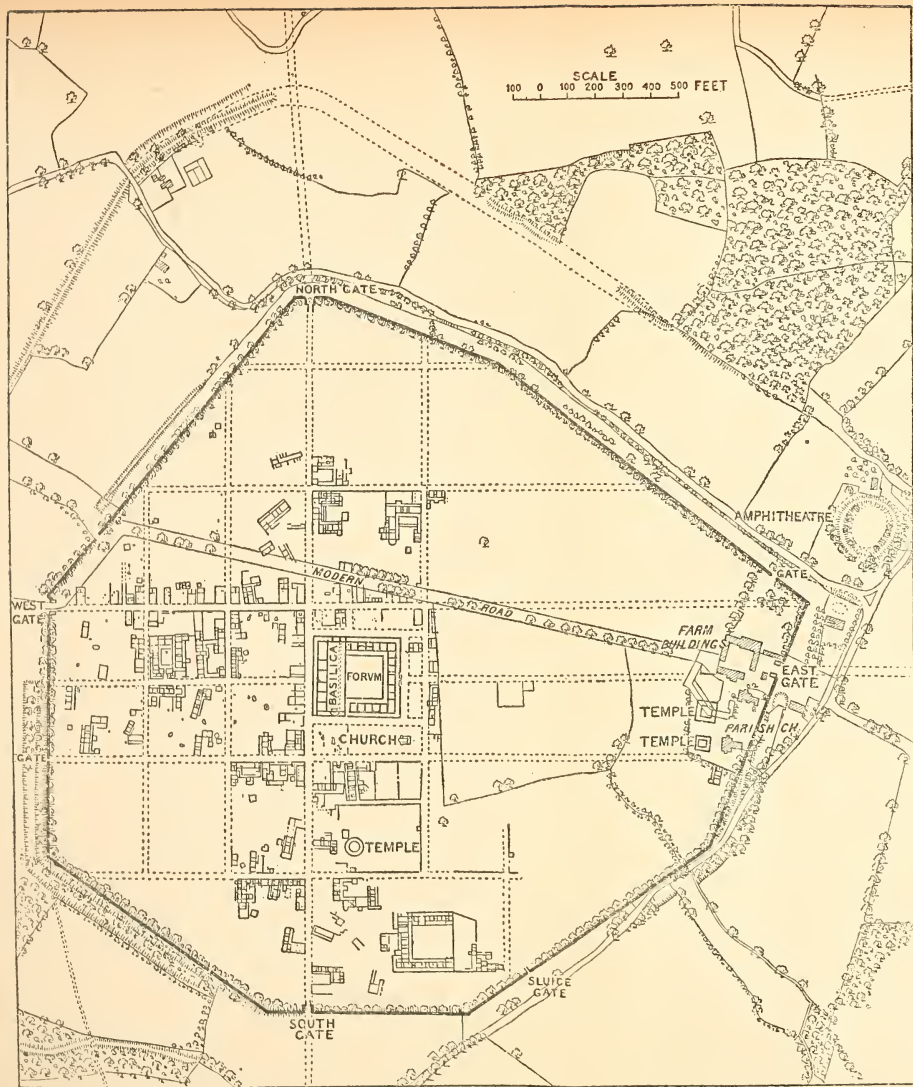 SCALE
100 0 100 200 300 400 500 FEET
NORTH GATE
AMPHITHEATRE
GATE
MODERN
ROAD
WEST
GATE
FARM
BUILDINGS
BASILICA
FORVM
EAST
GATE
TEMPLE
PARISH CH.
CHURCH
TEMPLE
GATE
TEMPLE
SLUICE
GATE
SOUTH
GATE